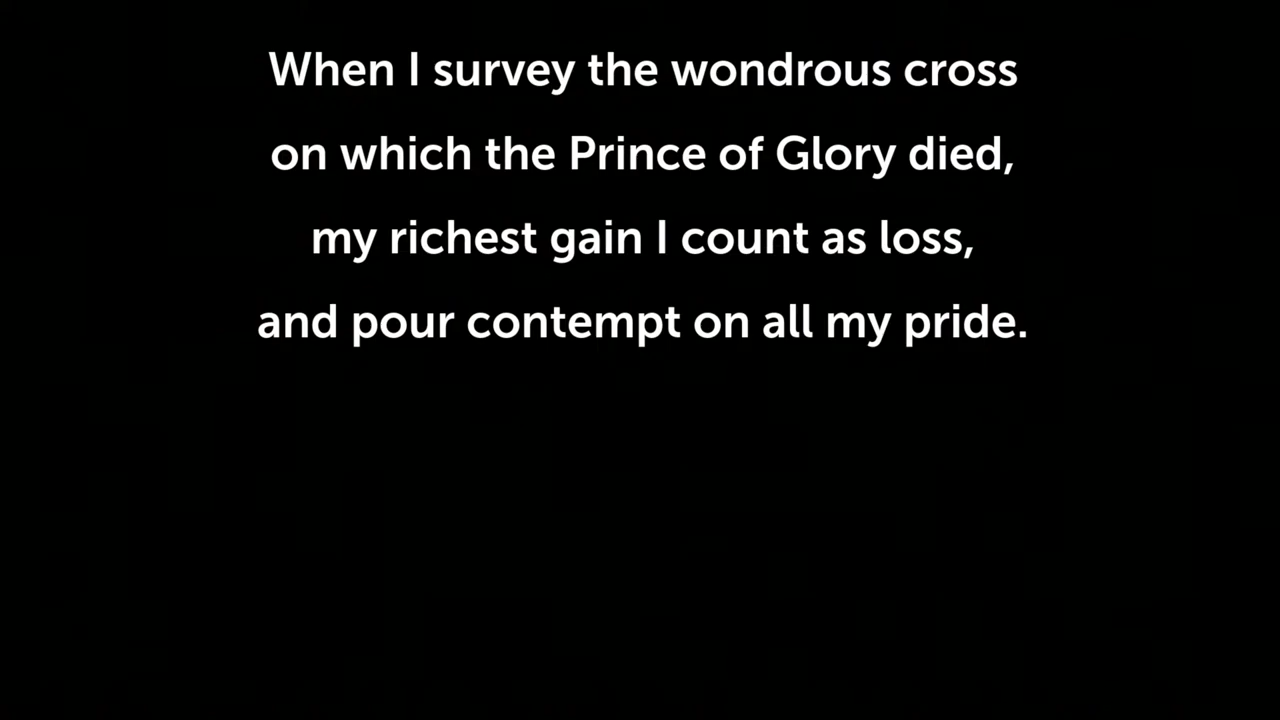 When I survey the wondrous cross
on which the Prince of Glory died,
my richest gain I count as loss,
and pour contempt on all my pride.